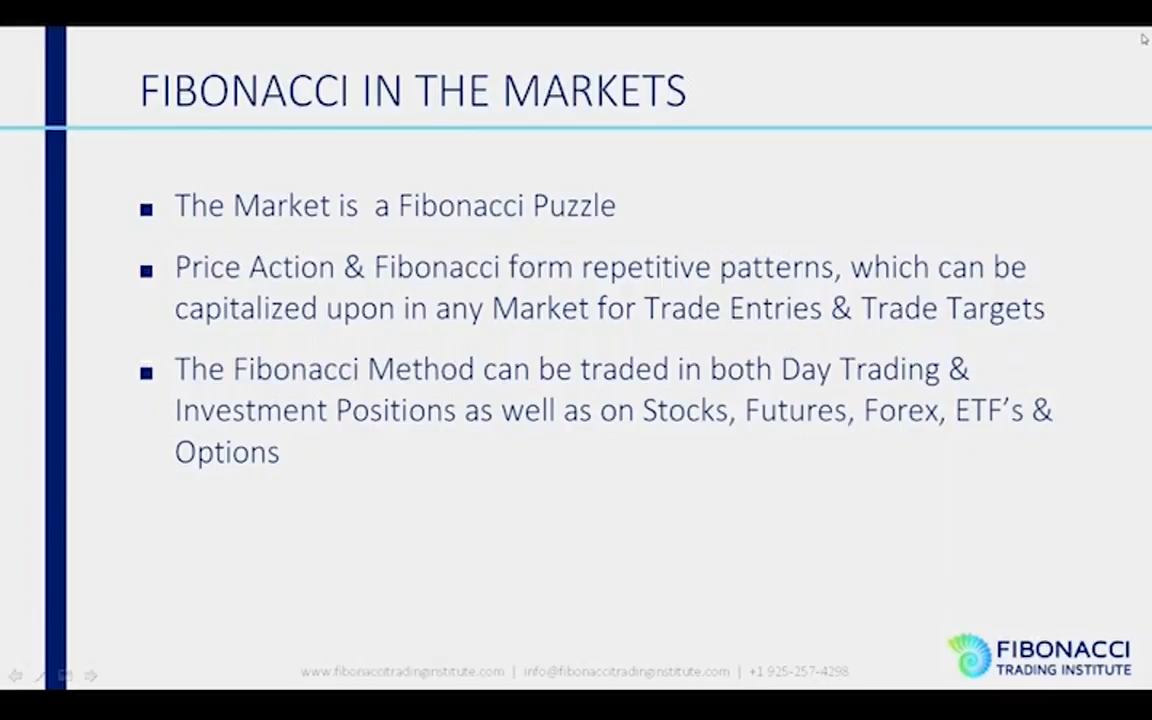 FIBONACCI IN THE MARKETS
The Market is a Fibonacci Puzzle
Price Action & Fibonacci form repetitive patterns, which can be
capitalized upon in any Market for Trade Entries & Trade Targets
The Fibonacci Method can be traded in both Day Trading &
Investment Positions as well as on Stocks, Futures, Forex, ETF’s &
Options
www.fibonaccitradinginstitute.com | info@fibonaccitradinginstitute.com | +1 925-257-4298
FIBONACCI
TRADING INSTITUTE